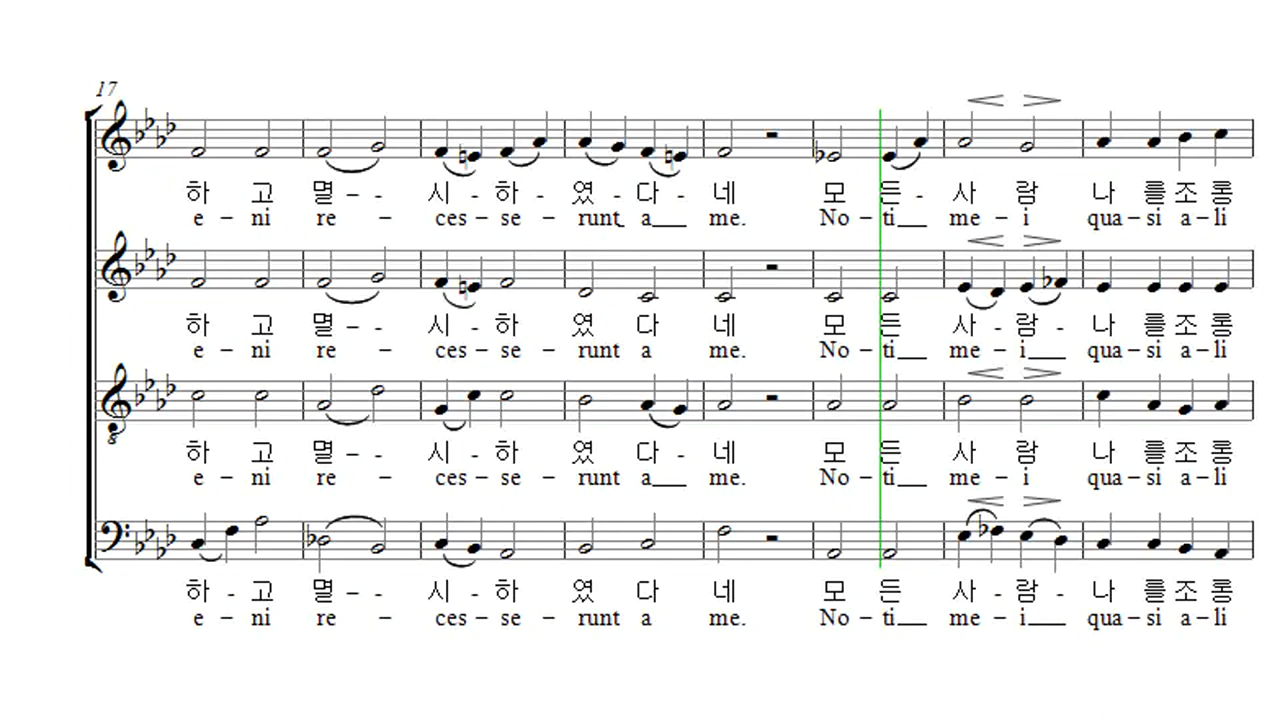 17
하 고 멸 - - 시 - 하 - 였 - 다 - 네 모 든 - 사 람 나 를 조 롱
e – ni re – ces – se – runt_ a___ me. No – ti___ me – i qua – si a – li
하 고 멸 - - 시 - 하 였 다 네 모 든 사 - 람 - 나 를 조 롱
e – ni re – ces – se – runt a me. No – ti___ me – i___ qua – si a – li
8
하 고 멸 - - 시 - 하 였 다 - 네 모 든 사 람 나 를 조 롱
e – ni re – ces – se – runt a___ me. No – ti___ me – i qua – si a – li
하 - 고 멸 - - 시 - 하 였 다 네 모 든 사 - 람 - 나 를 조 롱
e – ni re – ces – se – runt a me. No – ti___ me – i___ qua – si a – li